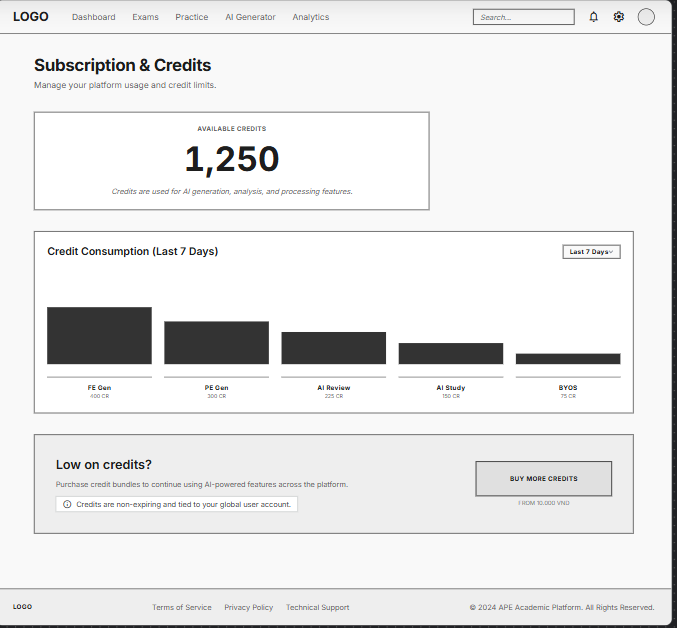 LOGO
Dashboard
Exams
Practice
AI Generator
Analytics
Search...
Subscription & Credits
Manage your platform usage and credit limits.
AVAILABLE CREDITS
1,250
Credits are used for AI generation, analysis, and processing features.
Credit Consumption (Last 7 Days)
Last 7 Days
FE Gen
400 CR
PE Gen
300 CR
AI Review
225 CR
AI Study
150 CR
BYOS
75 CR
Low on credits?
Purchase credit bundles to continue using AI-powered features across the platform.
Credits are non-expiring and tied to your global user account.
BUY MORE CREDITS
FROM 10.000 VND
LOGO
Terms of Service
Privacy Policy
Technical Support
© 2024 APE Academic Platform. All Rights Reserved.